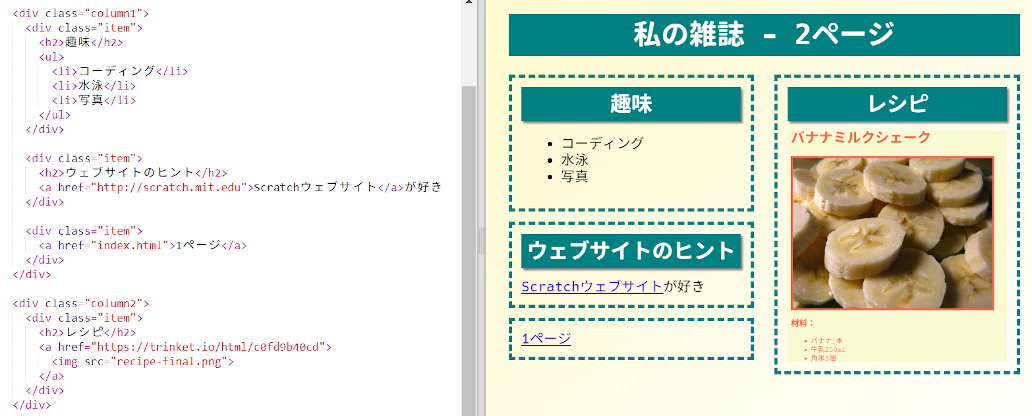 <div class="column1">
<div class="item">
<h2>趣味</h2>
<ul>
<li>コーディング</li>
<li>水泳</li>
<li>写真</li>
</ul>
</div>
<div class="item">
<h2>ウェブサイトのヒント</h2>
<a href="http://scratch.mit.edu">Scratchウェブサイト</a>が好き
</div>
<div class="item">
<a href="index.html">1ページ</a>
</div>
</div>
<div class="column2">
<div class="item">
<h2>レシピ</h2>
<a href="https://trinket.io/html/c0fd9b40cd">
<img src="recipe-final.png">
</a>
</div>
</div>
私の雑誌 - 2ページ
趣味
コーディング
水泳
写真
ウェブサイトのヒント
Scratchウェブサイトが好き
1ページ
レシピ
バナナミルクシェーク
材料：
バナナ1本
牛乳250ml
角氷3個